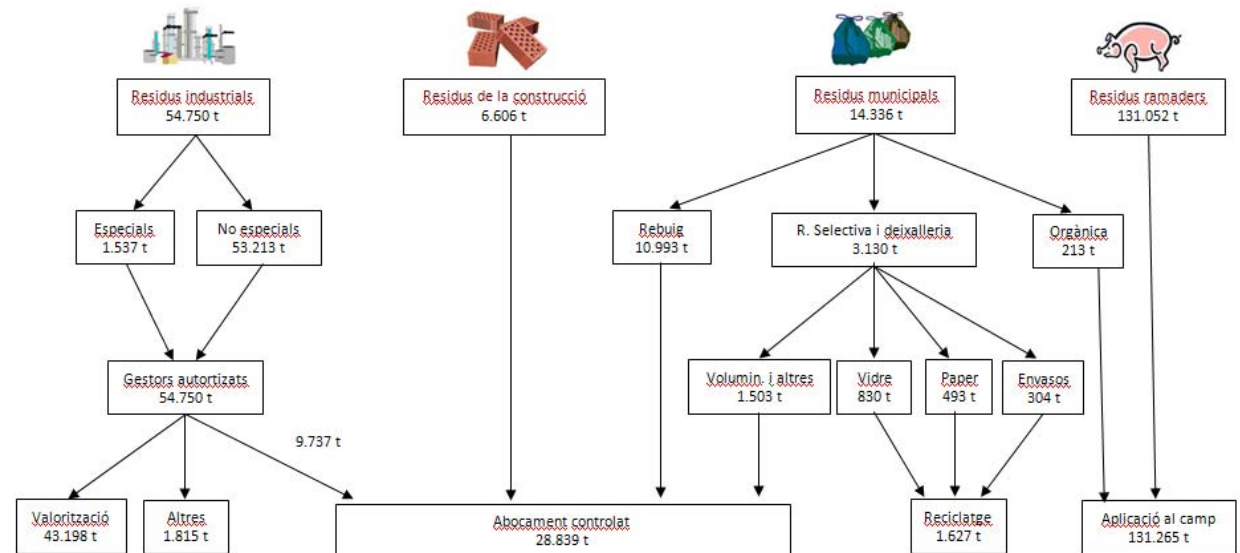 Residus industrials
54.750 t
Residus de la construcció
6.606 t
Residus municipals
14.336 t
Residus ramaders
131.052 t
Especials
1.537 t
No especials
53.213 t
Rebuig
10.993 t
R. Selectiva i deixalleria
3.130 t
Orgànica
213 t
Gestors autortizats
54.750 t
Volumin. i altres
1.503 t
Vidre
830 t
Paper
493 t
Envasos
304 t
9.737 t
Valorització
43.198 t
Altres
1.815 t
Abocament controlat
28.839 t
Reciclatge
1.627 t
Aplicació al camp
131.265 t